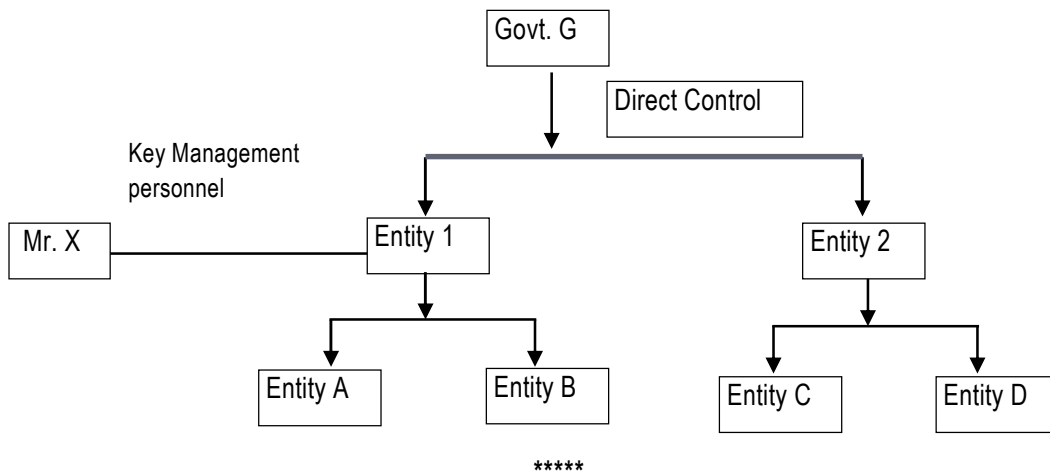 Govt. G
Direct Control
Key Management
personnel
Mr. X
Entity 1
Entity 2
Entity A
Entity B
Entity C
Entity D
*****